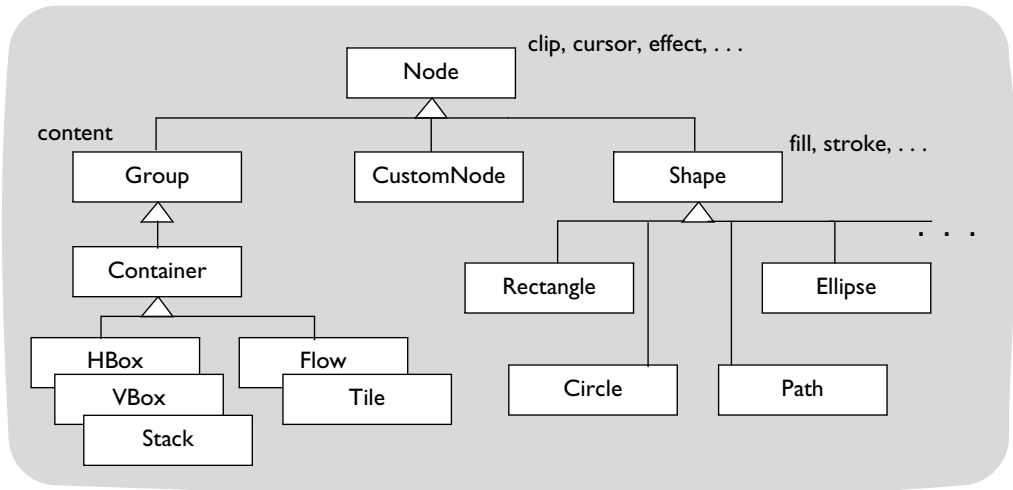 clip, cursor, effect, . . .
Node
content
fill, stroke, . . .
Group
CustomNode
Shape
. . .
Container
Rectangle
Ellipse
HBox
Flow
VBox
Tile
Circle
Path
Stack